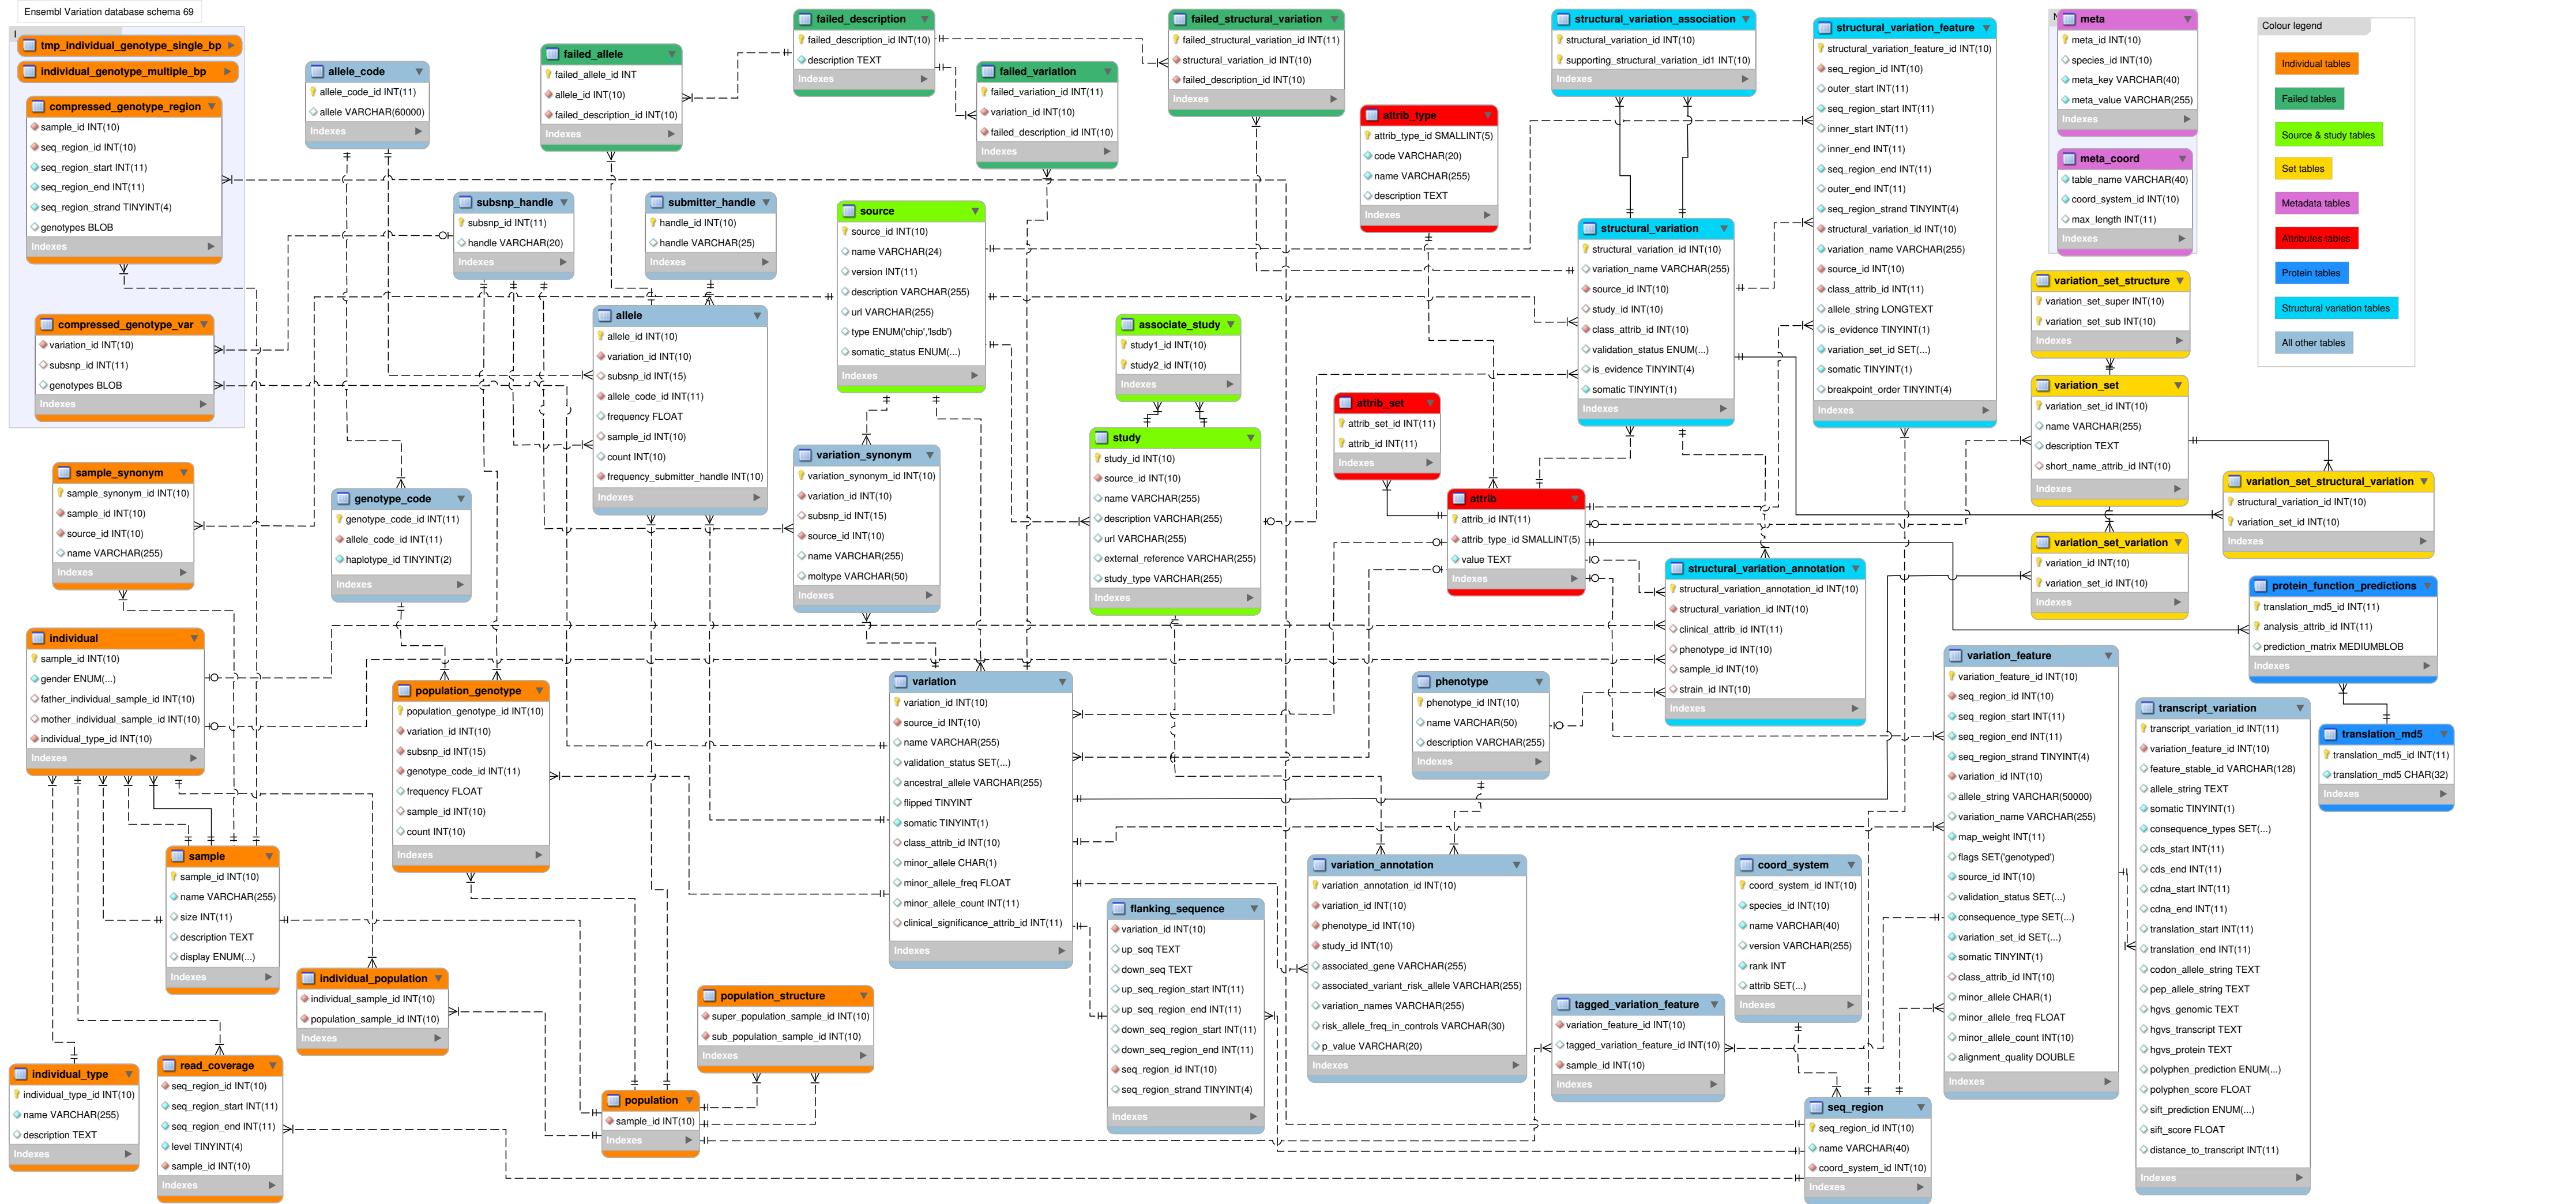 Ensembl Variation database schema 69
I
tmp_individual_genotype_single_bp
individual_genotype_multiple_bp
compressed_genotype_region
sample_id INT(10)
seq_region_id INT(10)
seq_region_start INT(11)
seq_region_end INT(11)
seq_region_strand TINYINT(4)
genotypes BLOB
Indexes
compressed_genotype_var
variation_id INT(10)
subsnp_id INT(11)
genotypes BLOB
Indexes
allele_code
allele_code_id INT(11)
allele VARCHAR(60000)
Indexes
failed_allele
failed_allele_id INT
allele_id INT(10)
failed_description_id INT(10)
Indexes
failed_description
failed_description_id INT(10)
description TEXT
Indexes
failed_variation
failed_variation_id INT(11)
variation_id INT(10)
failed_description_id INT(10)
Indexes
failed_structural_variation
failed_structural_variation_id INT(11)
structural_variation_id INT(10)
failed_description_id INT(10)
Indexes
attrib_type
attrib_type_id SMALLINT(5)
code VARCHAR(20)
name VARCHAR(255)
description TEXT
Indexes
structural_variation_association
structural_variation_id INT(10)
supporting_structural_variation_id1 INT(10)
Indexes
structural_variation_feature
structural_variation_feature_id INT(10)
seq_region_id INT(10)
outer_start INT(11)
seq_region_start INT(11)
inner_start INT(11)
inner_end INT(11)
seq_region_end INT(11)
outer_end INT(11)
seq_region_strand TINYINT(4)
structural_variation_id INT(10)
variation_name VARCHAR(255)
source_id INT(10)
class_attrib_id INT(11)
allele_string LONGTEXT
is_evidence TINYINT(1)
variation_set_id SET(...)
somatic TINYINT(1)
breakpoint_order TINYINT(4)
Indexes
meta
meta_id INT(10)
species_id INT(10)
meta_key VARCHAR(40)
meta_value VARCHAR(255)
Indexes
meta_coord
table_name VARCHAR(40)
coord_system_id INT(10)
max_length INT(11)
Indexes
Colour legend
Individual tables
Failed tables
Source & study tables
Set tables
Metadata tables
Attributes tables
Protein tables
Structural variation tables
All other tables
subsnp_handle
subsnp_id INT(11)
handle VARCHAR(20)
Indexes
submitter_handle
handle_id INT(10)
handle VARCHAR(25)
Indexes
source
source_id INT(10)
name VARCHAR(24)
version INT(11)
description VARCHAR(255)
url VARCHAR(255)
type ENUM('chip','lsdb')
somatic_status ENUM(...)
Indexes
allele
allele_id INT(10)
variation_id INT(10)
subsnp_id INT(15)
allele_code_id INT(11)
frequency FLOAT
sample_id INT(10)
count INT(10)
frequency_submitter_handle INT(10)
Indexes
associate_study
study1_id INT(10)
study2_id INT(10)
Indexes
study
study_id INT(10)
source_id INT(10)
name VARCHAR(255)
description VARCHAR(255)
url VARCHAR(255)
external_reference VARCHAR(255)
study_type VARCHAR(255)
Indexes
structural_variation
structural_variation_id INT(10)
variation_name VARCHAR(255)
source_id INT(10)
study_id INT(10)
class_attrib_id INT(10)
validation_status ENUM(...)
is_evidence TINYINT(4)
somatic TINYINT(1)
Indexes
variation_set_structure
variation_set_super INT(10)
variation_set_sub INT(10)
Indexes
variation_set
variation_set_id INT(10)
name VARCHAR(255)
description TEXT
short_name_attrib_id INT(10)
Indexes
variation_set_structural_variation
structural_variation_id INT(10)
variation_set_id INT(10)
Indexes
variation_set_variation
variation_id INT(10)
variation_set_id INT(10)
Indexes
attrib_set
attrib_set_id INT(11)
attrib_id INT(11)
Indexes
attrib
attrib_id INT(11)
attrib_type_id SMALLINT(5)
value TEXT
Indexes
sample_synonym
sample_synonym_id INT(10)
sample_id INT(10)
source_id INT(10)
name VARCHAR(255)
Indexes
genotype_code
genotype_code_id INT(11)
allele_code_id INT(11)
haplotype_id TINYINT(2)
Indexes
variation_synonym
variation_synonym_id INT(10)
variation_id INT(10)
subsnp_id INT(15)
source_id INT(10)
name VARCHAR(255)
moltype VARCHAR(50)
Indexes
structural_variation_annotation
structural_variation_annotation_id INT(10)
structural_variation_id INT(10)
clinical_attrib_id INT(11)
phenotype_id INT(10)
sample_id INT(10)
strain_id INT(10)
Indexes
protein_function_predictions
translation_md5_id INT(11)
analysis_attrib_id INT(11)
prediction_matrix MEDIUMBLOB
Indexes
translation_md5
translation_md5_id INT(11)
translation_md5 CHAR(32)
Indexes
individual
sample_id INT(10)
gender ENUM(...)
father_individual_sample_id INT(10)
mother_individual_sample_id INT(10)
individual_type_id INT(10)
Indexes
population_genotype
population_genotype_id INT(10)
variation_id INT(10)
subsnp_id INT(15)
genotype_code_id INT(11)
frequency FLOAT
sample_id INT(10)
count INT(10)
Indexes
variation
variation_id INT(10)
source_id INT(10)
name VARCHAR(255)
validation_status SET(...)
ancestral_allele VARCHAR(255)
flipped TINYINT
somatic TINYINT(1)
class_attrib_id INT(10)
minor_allele CHAR(1)
minor_allele_freq FLOAT
minor_allele_count INT(11)
clinical_significance_attrib_id INT(11)
Indexes
phenotype
phenotype_id INT(10)
name VARCHAR(50)
description VARCHAR(255)
Indexes
variation_feature
variation_feature_id INT(10)
seq_region_id INT(10)
seq_region_start INT(11)
seq_region_end INT(11)
seq_region_strand TINYINT(4)
variation_id INT(10)
allele_string VARCHAR(50000)
variation_name VARCHAR(255)
map_weight INT(11)
flags SET('genotyped')
source_id INT(10)
validation_status SET(...)
consequence_type SET(...)
variation_set_id SET(...)
somatic TINYINT(1)
class_attrib_id INT(10)
minor_allele CHAR(1)
minor_allele_freq FLOAT
minor_allele_count INT(10)
alignment_quality DOUBLE
Indexes
transcript_variation
transcript_variation_id INT(11)
variation_feature_id INT(10)
feature_stable_id VARCHAR(128)
allele_string TEXT
somatic TINYINT(1)
consequence_types SET(...)
cds_start INT(11)
cds_end INT(11)
cdna_start INT(11)
cdna_end INT(11)
translation_start INT(11)
translation_end INT(11)
codon_allele_string TEXT
pep_allele_string TEXT
hgvs_genomic TEXT
hgvs_transcript TEXT
hgvs_protein TEXT
polyphen_prediction ENUM(...)
polyphen_score FLOAT
sift_prediction ENUM(...)
sift_score FLOAT
distance_to_transcript INT(11)
Indexes
sample
sample_id INT(10)
name VARCHAR(255)
size INT(11)
description TEXT
display ENUM(...)
Indexes
variation_annotation
variation_annotation_id INT(10)
variation_id INT(10)
phenotype_id INT(10)
study_id INT(10)
associated_gene VARCHAR(255)
associated_variant_risk_allele VARCHAR(255)
variation_names VARCHAR(255)
risk_allele_freq_in_controls VARCHAR(30)
p_value VARCHAR(20)
Indexes
coord_system
coord_system_id INT(10)
species_id INT(10)
name VARCHAR(40)
version VARCHAR(255)
rank INT
attrib SET(...)
Indexes
flanking_sequence
variation_id INT(10)
up_seq TEXT
down_seq TEXT
up_seq_region_start INT(11)
up_seq_region_end INT(11)
down_seq_region_start INT(11)
down_seq_region_end INT(11)
seq_region_id INT(10)
seq_region_strand TINYINT(4)
Indexes
individual_population
individual_sample_id INT(10)
population_sample_id INT(10)
Indexes
population_structure
super_population_sample_id INT(10)
sub_population_sample_id INT(10)
Indexes
tagged_variation_feature
variation_feature_id INT(10)
tagged_variation_feature_id INT(10)
sample_id INT(10)
Indexes
individual_type
individual_type_id INT(10)
name VARCHAR(255)
description TEXT
Indexes
read_coverage
seq_region_id INT(10)
seq_region_start INT(11)
seq_region_end INT(11)
level TINYINT(4)
sample_id INT(10)
Indexes
population
sample_id INT(10)
Indexes
seq_region
seq_region_id INT(10)
name VARCHAR(40)
coord_system_id INT(10)
Indexes